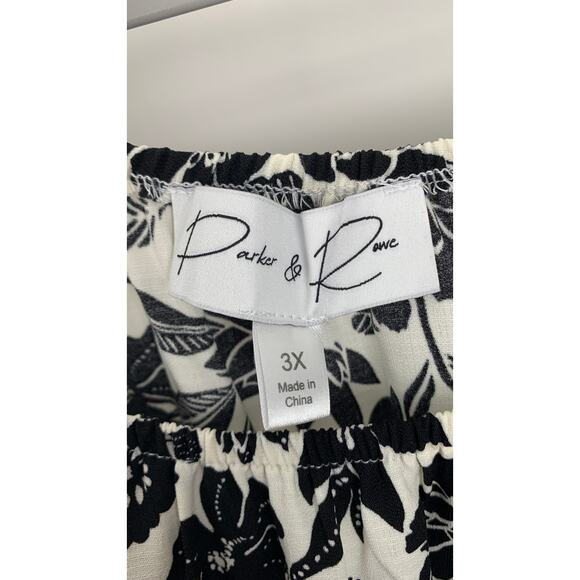 Parker & Rowe
3X
Made in
China